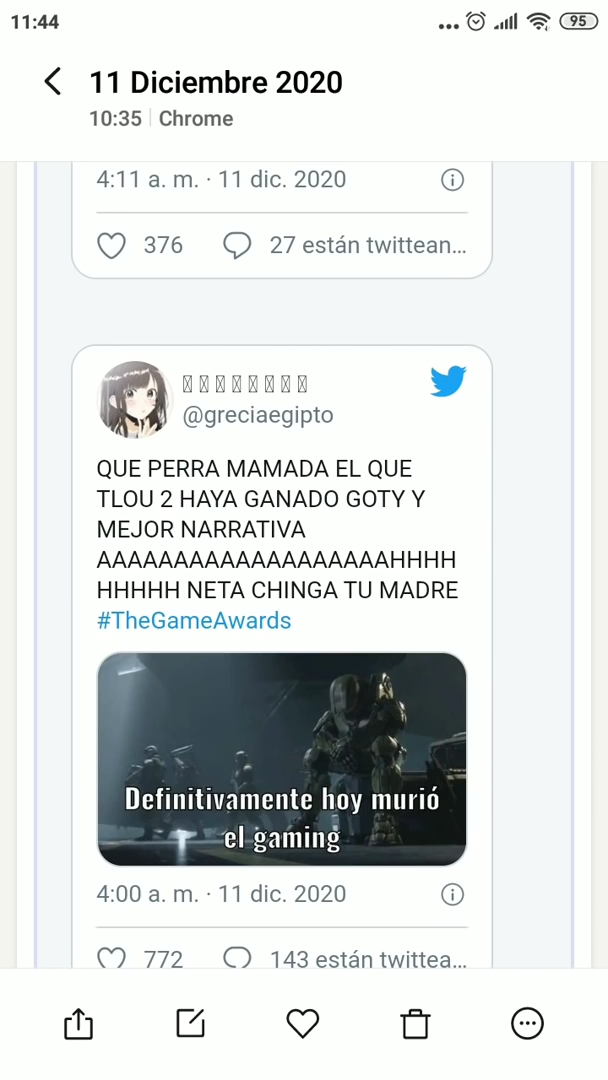 11:44
95
11 Diciembre 2020
10:35 Chrome
4:11 a. m. · 11 dic. 2020
376 27 están twittean...
@greciaegipto
QUE PERRA MAMADA EL QUE
TLOU 2 HAYA GANADO GOTY Y
MEJOR NARRATIVA
AAAAAAAAAAAAAAAAAAAHHHH
HHHHH NETA CHINGA TU MADRE
#TheGameAwards
Definitivamente hoy murió
el gaming
4:00 a. m. · 11 dic. 2020
772 143 están twittea...